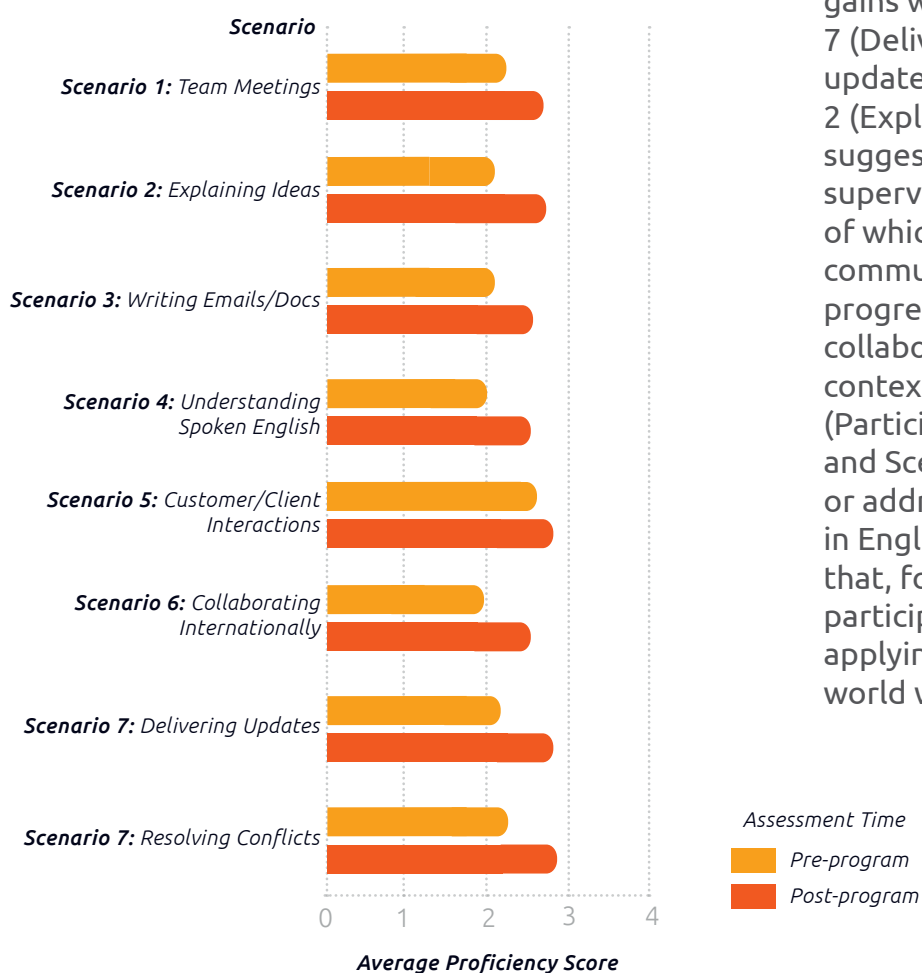 Scenario
Scenario 1: Team Meetings
Scenario 2: Explaining Ideas
Scenario 3: Writing Emails/Docs
Scenario 4: Understanding
Spoken English
Scenario 5: Customer/Client
Interactions
Scenario 6: Collaborating
Internationally
Scenario 7: Delivering Updates
Scenario 7: Resolving Conflicts
0 1 2 3 4
Average Proficiency Score
Assessment Time
Pre-program
Post-program
gains w
7 (Deliv
update
2 (Expl
sugges
superv
of whic
commu
progre
collabo
contex
(Partici
and Sce
or addr
in Engl
that, fo
particip
applyin
world w